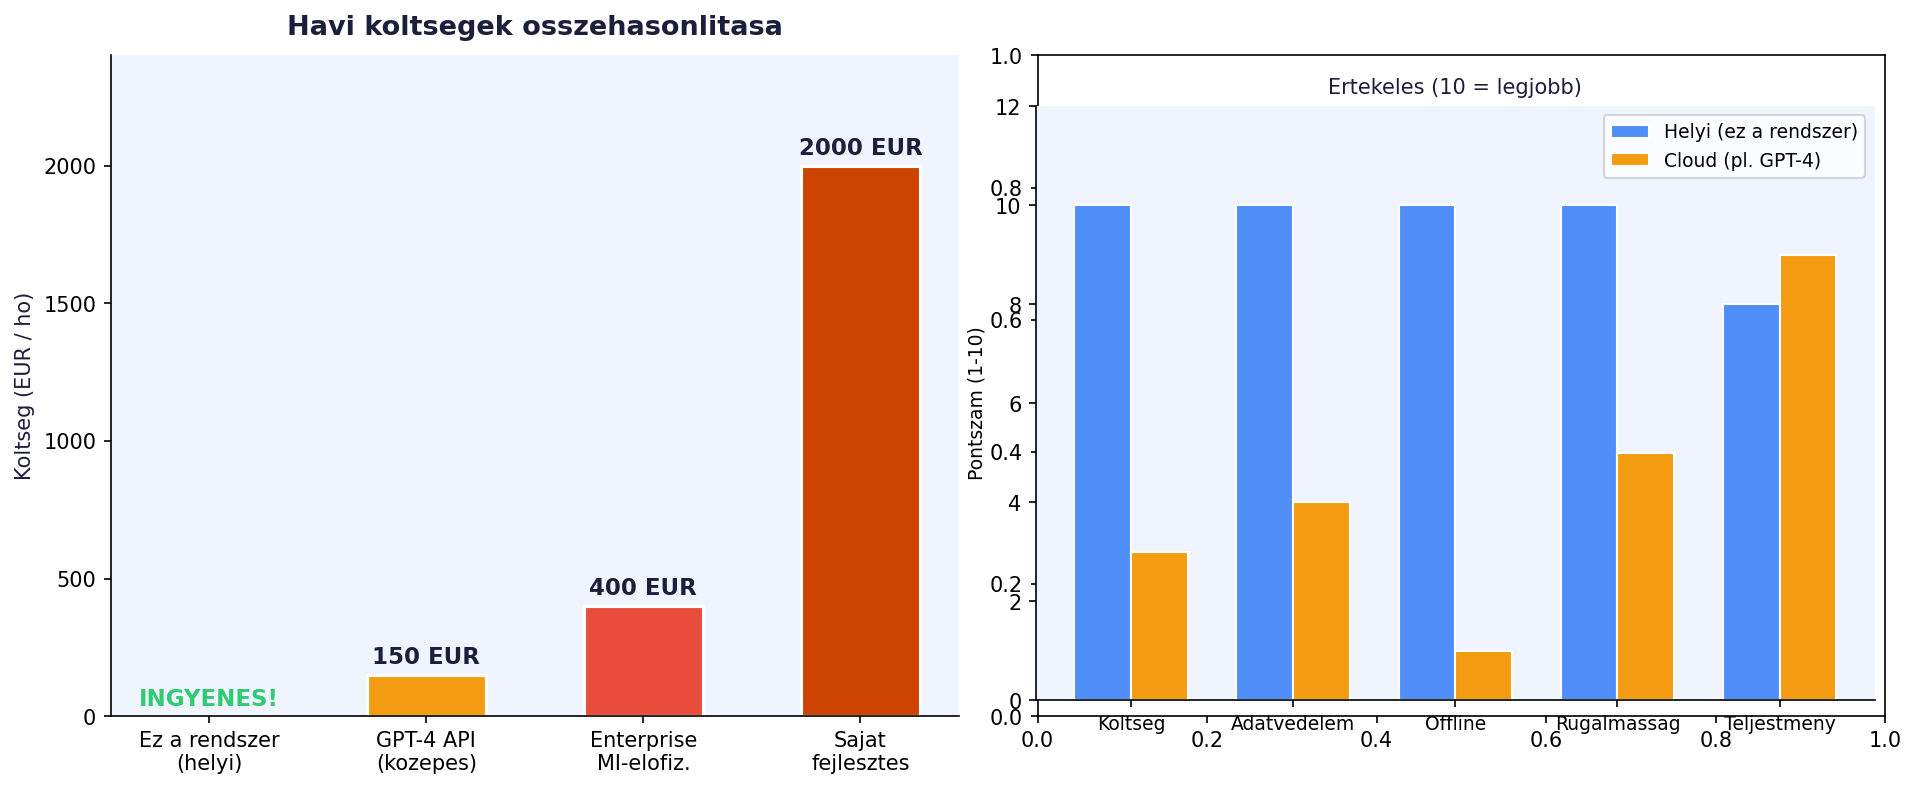 Havi koltsegek osszehasonlitasa
Koltseg (EUR / ho)
2000
1500
1000
500
0
INGYENES!
150 EUR
400 EUR
2000 EUR
Ez a rendszer
(helyi)
GPT-4 API
(kozepes)
Enterprise
MI-elofiz.
Sajat
fejlesztes
Ertekeles (10 = legjobb)
Helyi (ez a rendszer)
Cloud (pl. GPT-4)
Pontszam (1-10)
1.0
12
0.8
10
8
0.6
6
0.4
4
0.2
2
0
0.0
Koltseg
Adatvedelem
Offline
Rugalmassag
Teljestmeny
0.0
0.2
0.4
0.6
0.8
1.0